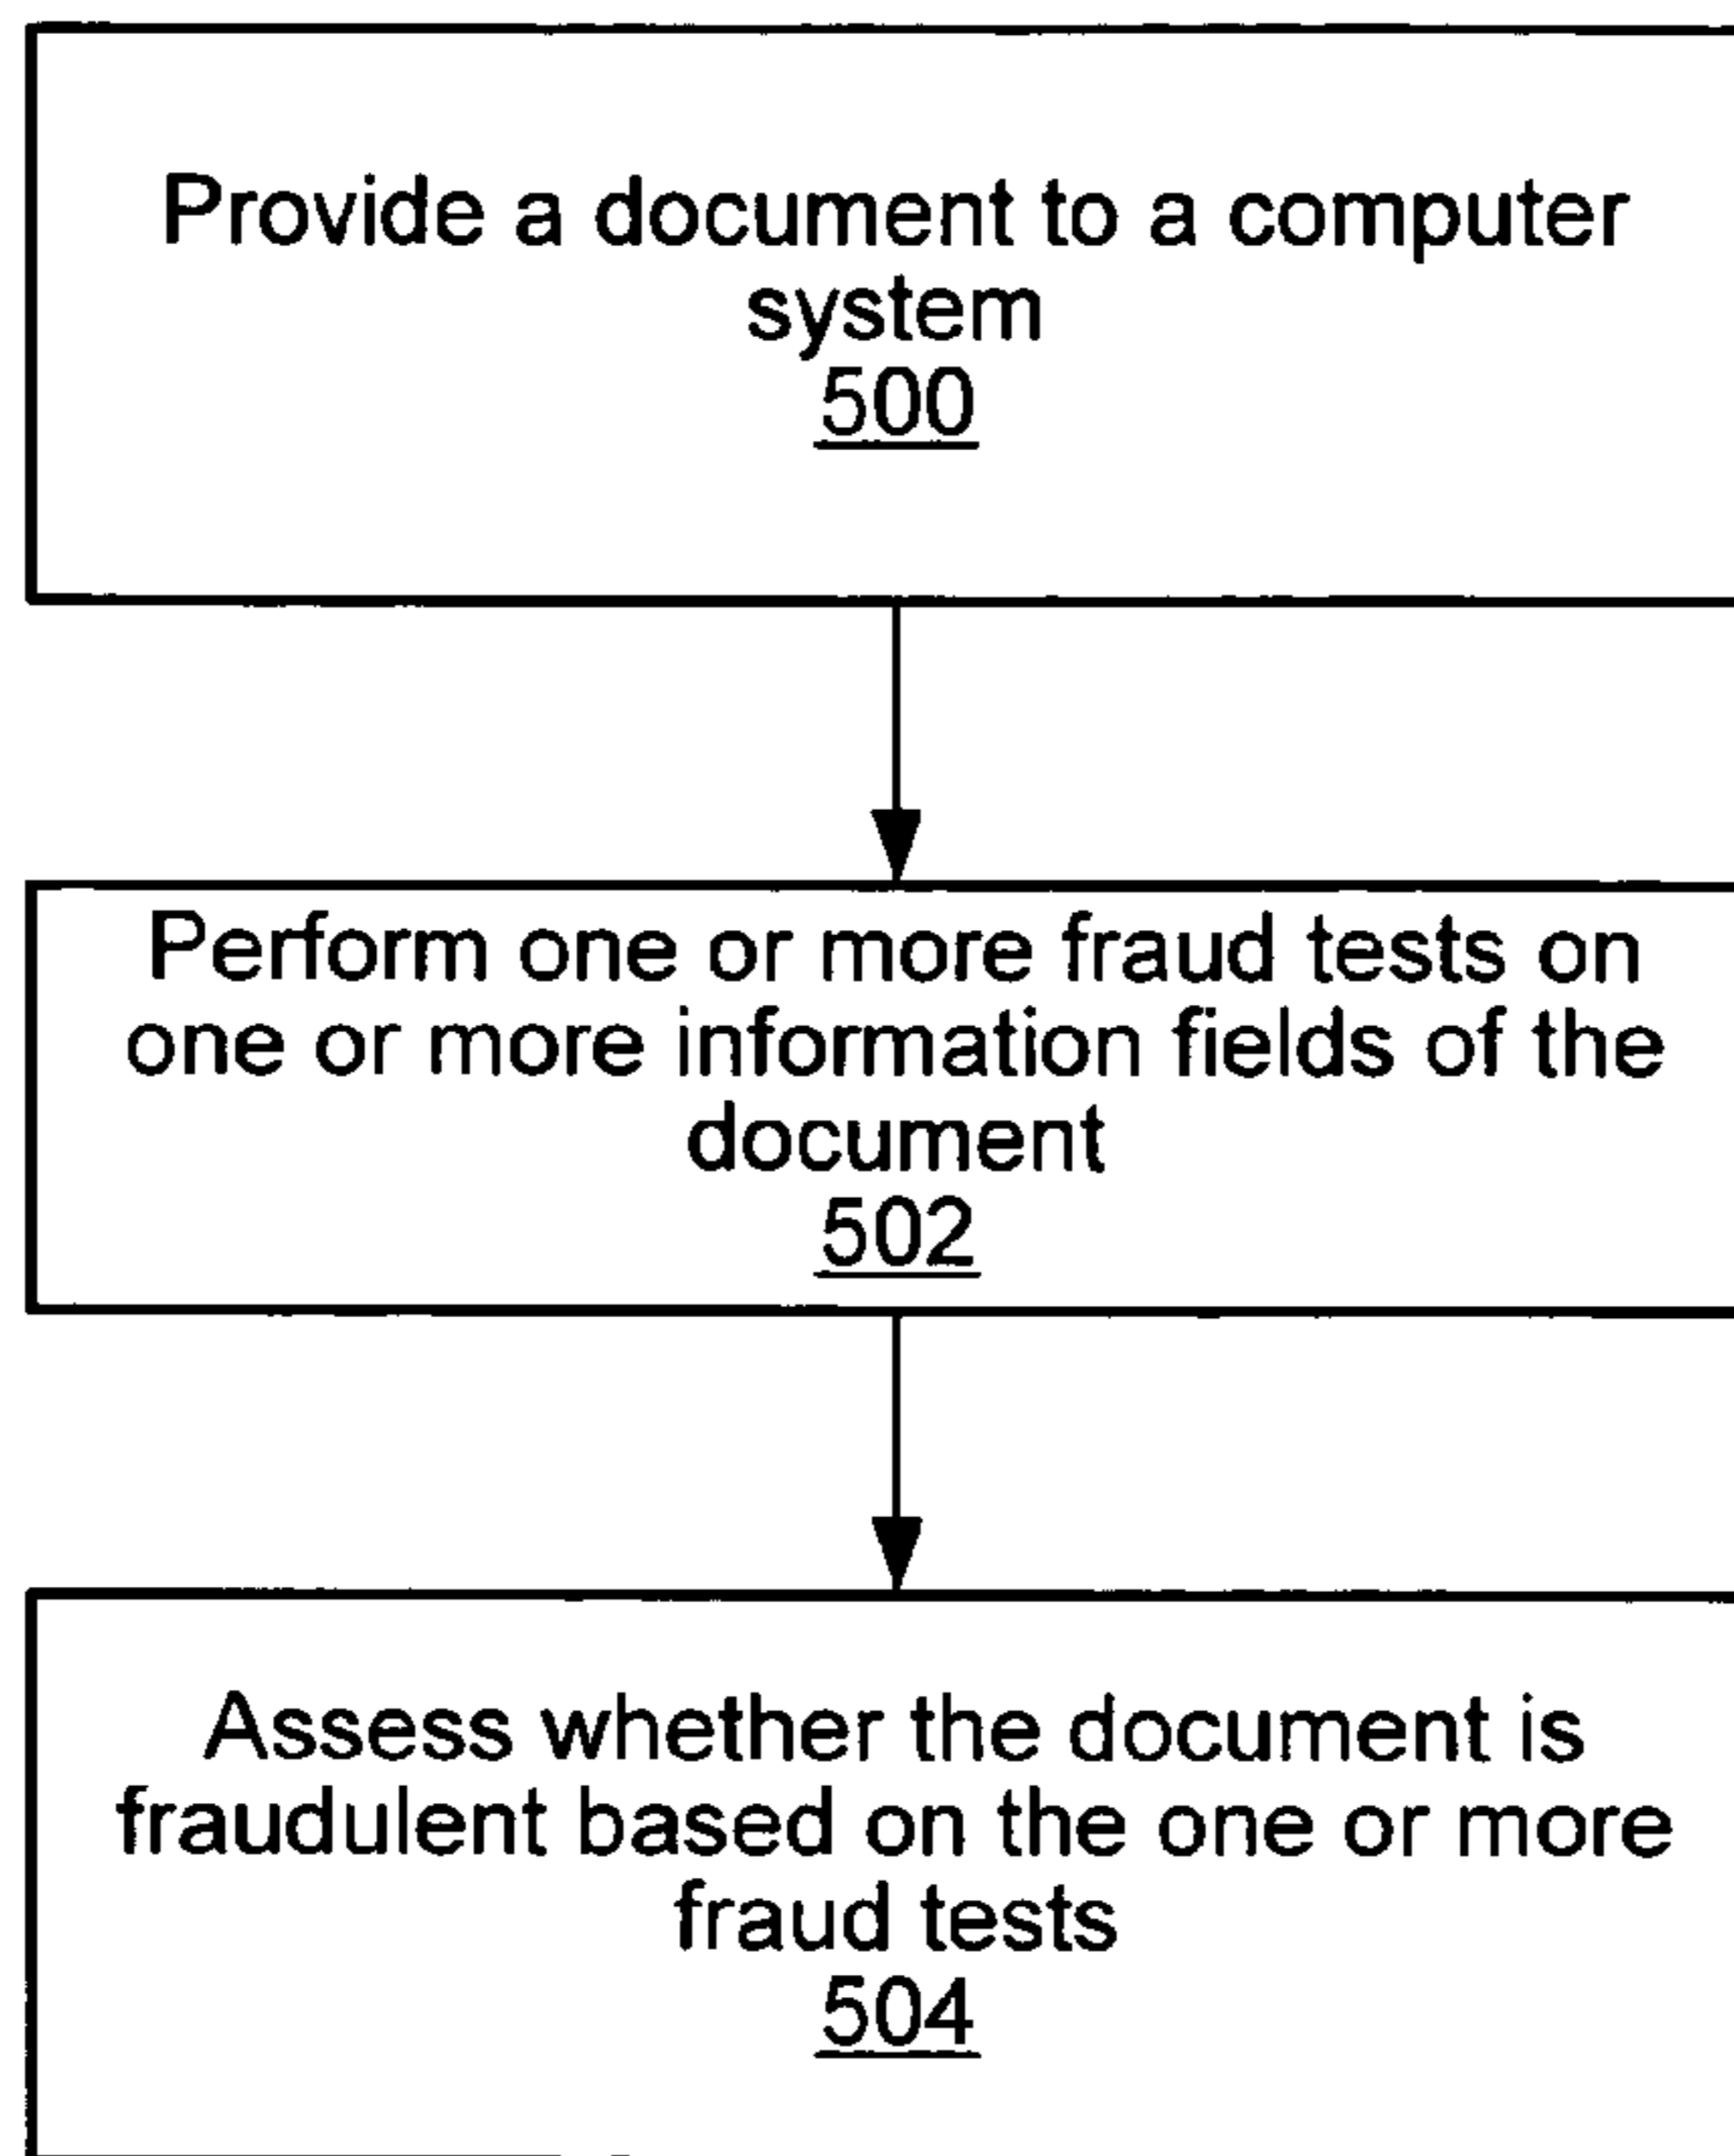 Provide a document to a computer
system
500
Perform one or more fraud tests on
one or more information fields of the
document
502
Assess whether the document is
fraudulent based on the one or more
fraud tests
504